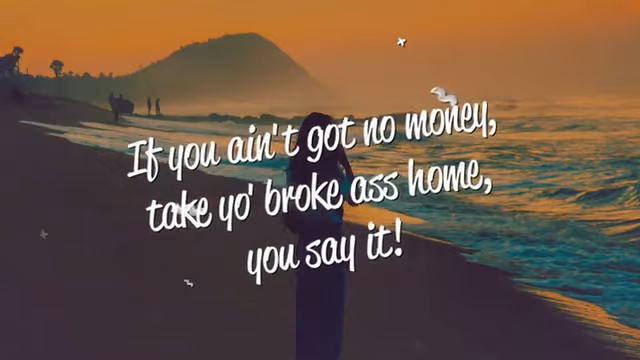 If you ain't got no money,
take yo' broke ass home,
you say it!